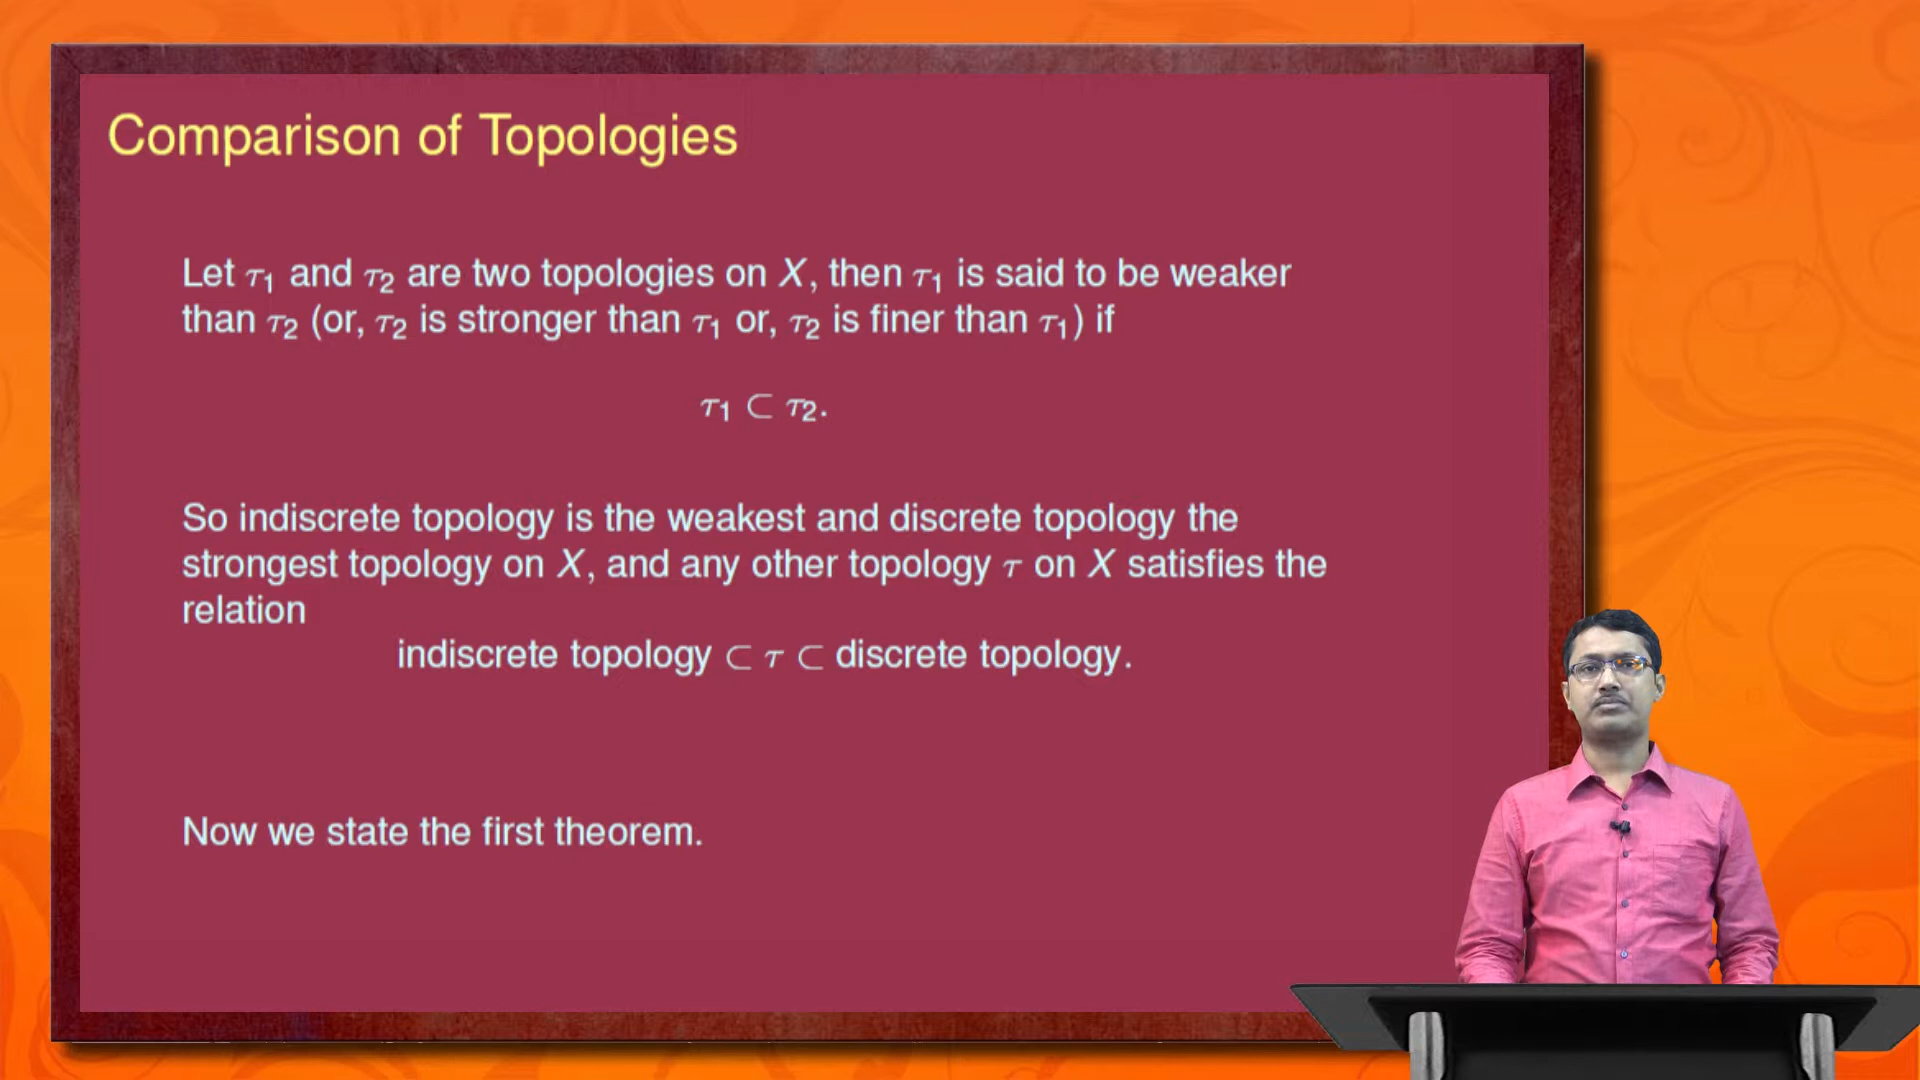 Comparison of Topologies
Let τ₁ and τ₂ are two topologies on X, then τ₁ is said to be weaker
than τ₂ (or, τ₂ is stronger than τ₁ or, τ₂ is finer than τ₁) if
τ₁ ⊂ τ₂.
So indiscrete topology is the weakest and discrete topology the
strongest topology on X, and any other topology τ on X satisfies the
relation
indiscrete topology ⊂ τ ⊂ discrete topology.
Now we state the first theorem.